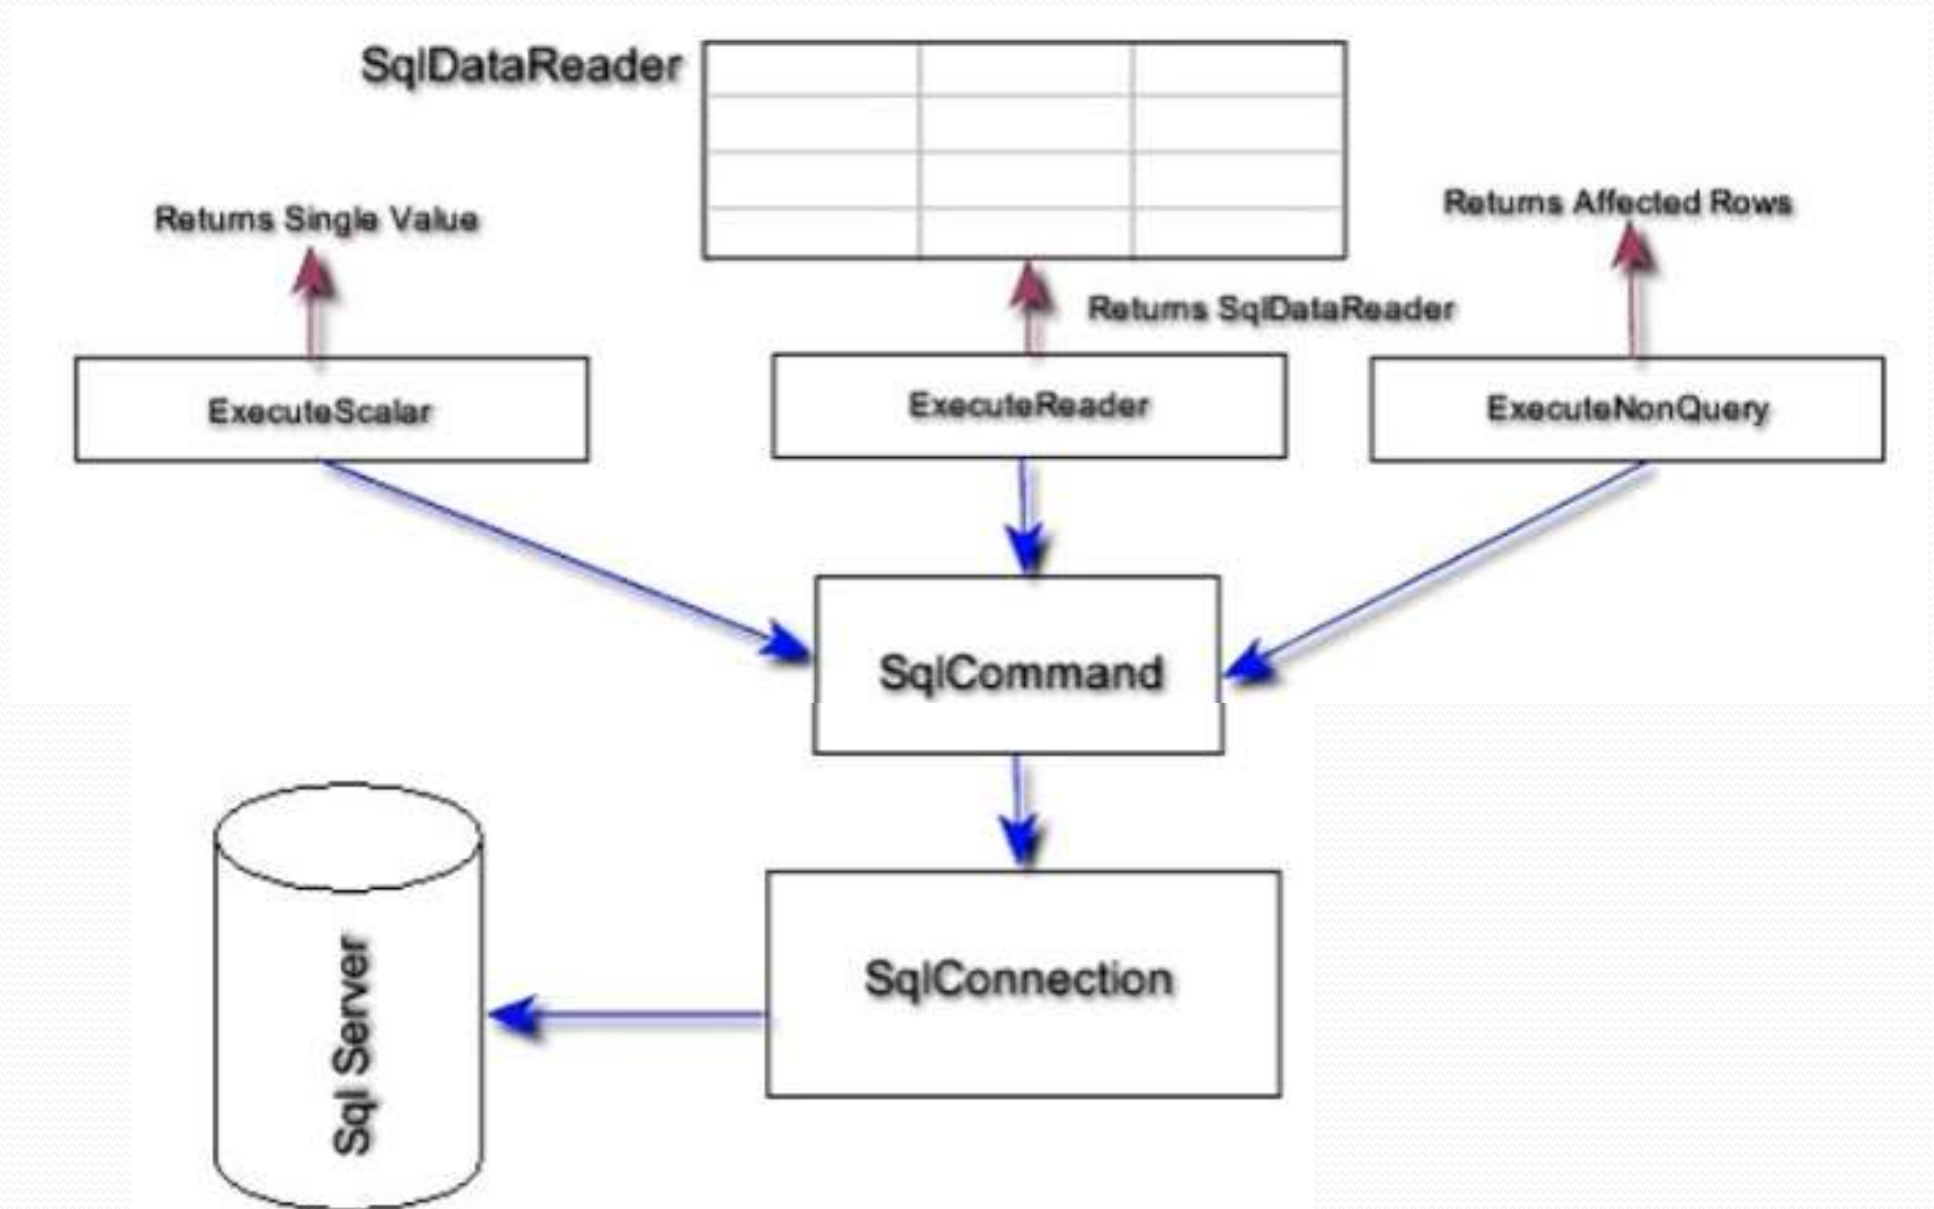 SqlDataReader
Returns Single Value
Returns Affected Rows
Returns SqlDataReader
ExecuteScalar
ExecuteReader
ExecuteNonQuery
SqlCommand
SqlConnection
Sql Server